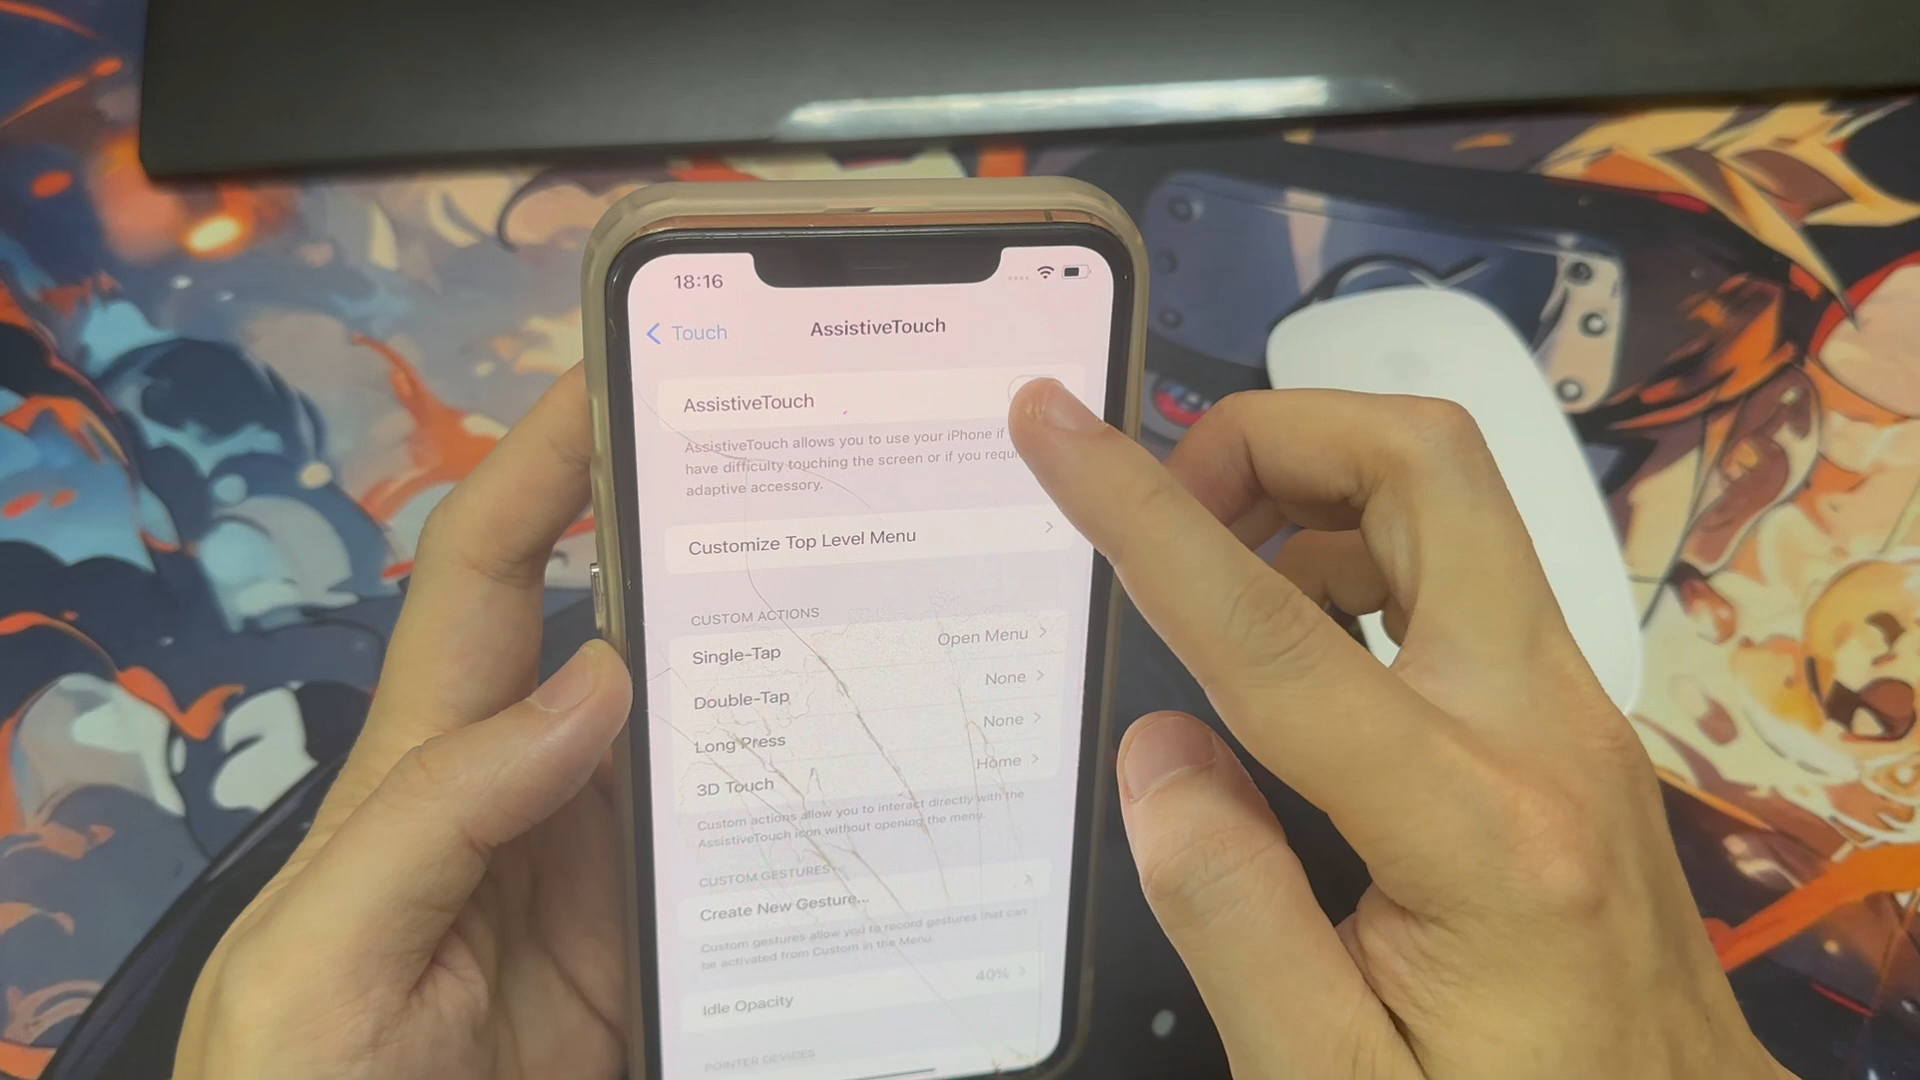 18:16
Touch
AssistiveTouch
AssistiveTouch
AssistiveTouch allows you to use your iPhone if
have difficulty touching the screen or if you requi
adaptive accessory.
Customize Top Level Menu
CUSTOM ACTIONS
Single-Tap Open Menu
Double-Tap None
Long Press None
3D Touch Home
Custom actions allow you to interact directly with the
AssistiveTouch icon without opening the menu.
CUSTOM GESTURES
Create New Gesture...
Custom gestures allow you to record gestures that can
be activated from Custom in the Menu.
Idle Opacity 40%
POINTER DEVICES